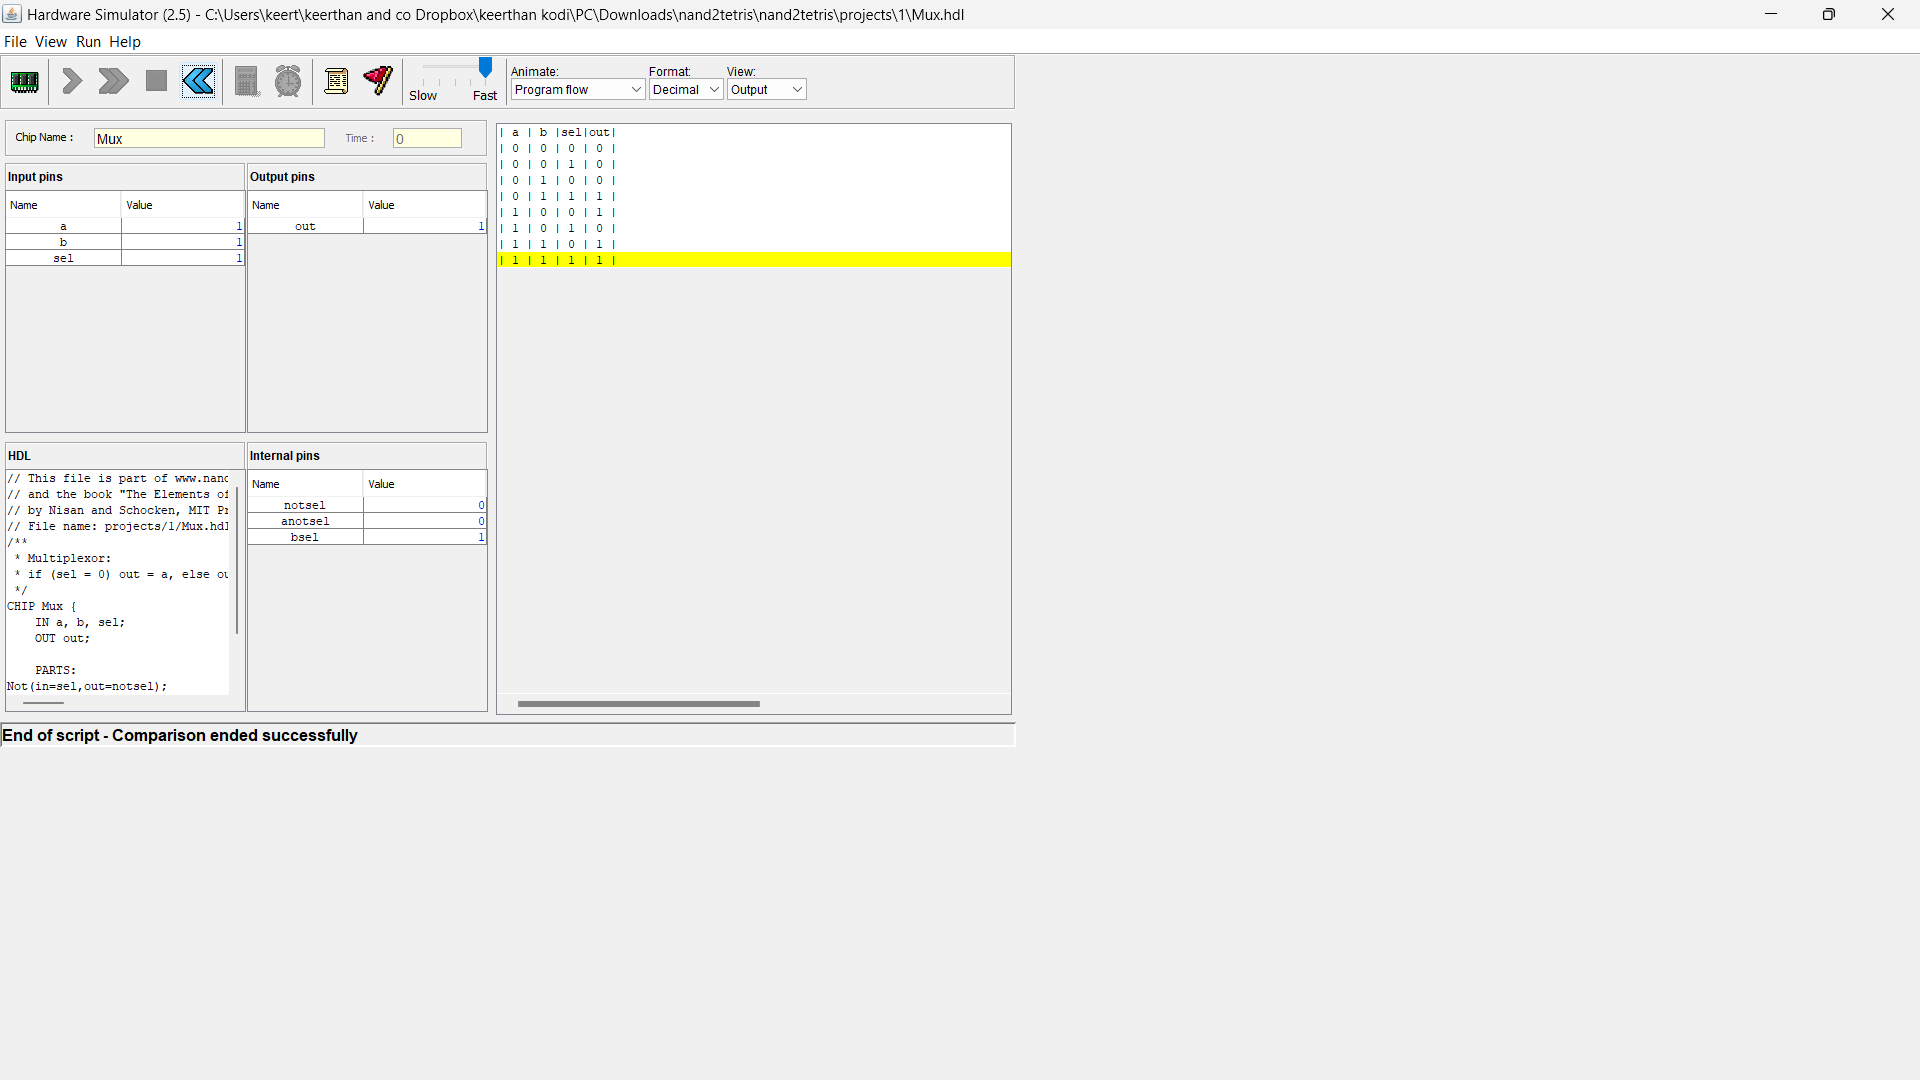 Hardware Simulator (2.5) - C:\Users\keert\keerthan and co Dropbox\keerthan kodi\PC\Downloads\nand2tetris\nand2tetris\projects\1\Mux.hdl
File View Run Help
Slow Fast
Animate:
Program flow
Format:
Decimal
View:
Output
Chip Name : Mux Time : 0
Input pins
Name Value
a 1
b 1
sel 1
Output pins
Name Value
out 1
| a | b |sel|out|
| 0 | 0 | 0 | 0 |
| 0 | 0 | 1 | 0 |
| 0 | 1 | 0 | 0 |
| 0 | 1 | 1 | 1 |
| 1 | 0 | 0 | 1 |
| 1 | 0 | 1 | 0 |
| 1 | 1 | 0 | 1 |
| 1 | 1 | 1 | 1 |
HDL
// This file is part of www.nand
// and the book "The Elements of
// by Nisan and Schocken, MIT Pr
// File name: projects/1/Mux.hdl
/**
* Multiplexor:
* if (sel = 0) out = a, else ou
*/
CHIP Mux {
IN a, b, sel;
OUT out;
PARTS:
Not(in=sel,out=notsel);
Internal pins
Name Value
notsel 0
anotsel 0
bsel 1
End of script - Comparison ended successfully